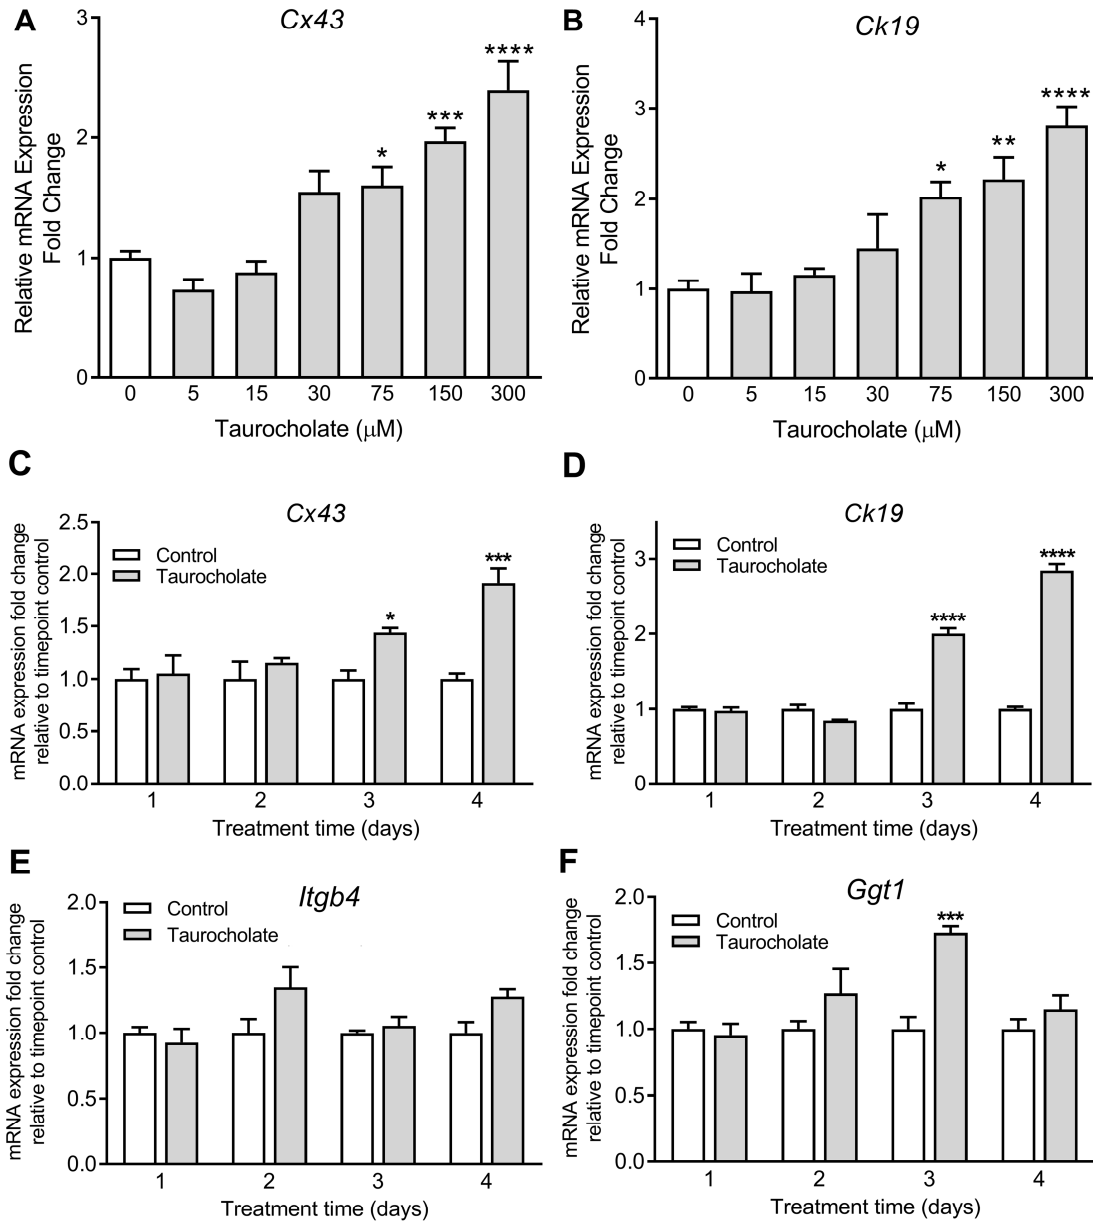 A
Cx43
Relative mRNA Expression
Fold Change
3
2
1
0
*
***
****
0 5 15 30 75 150 300
Taurocholate (μM)
B
Ck19
Relative mRNA Expression
Fold Change
4
3
2
1
0
*
**
****
0 5 15 30 75 150 300
Taurocholate (μM)
C
Cx43
mRNA expression fold change
relative to timepoint control
2.5
2.0
1.5
1.0
0.5
0.0
Control
Taurocholate
*
***
1 2 3 4
Treatment time (days)
D
Ck19
mRNA expression fold change
relative to timepoint control
3
2
1
0
Control
Taurocholate
****
****
1 2 3 4
Treatment time (days)
E
Itgb4
mRNA expression fold change
relative to timepoint control
2.0
1.5
1.0
0.5
0.0
Control
Taurocholate
1 2 3 4
Treatment time (days)
F
Ggt1
mRNA expression fold change
relative to timepoint control
2.0
1.5
1.0
0.5
0.0
Control
Taurocholate
***
1 2 3 4
Treatment time (days)